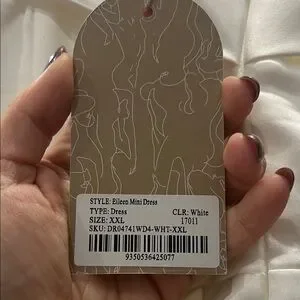 STYLE: Eileen Mini Dress
TYPE: Dress CLR: White
SIZE: XXL 17011
SKU: DR04741WD4-WHT-XXL
9350536425077